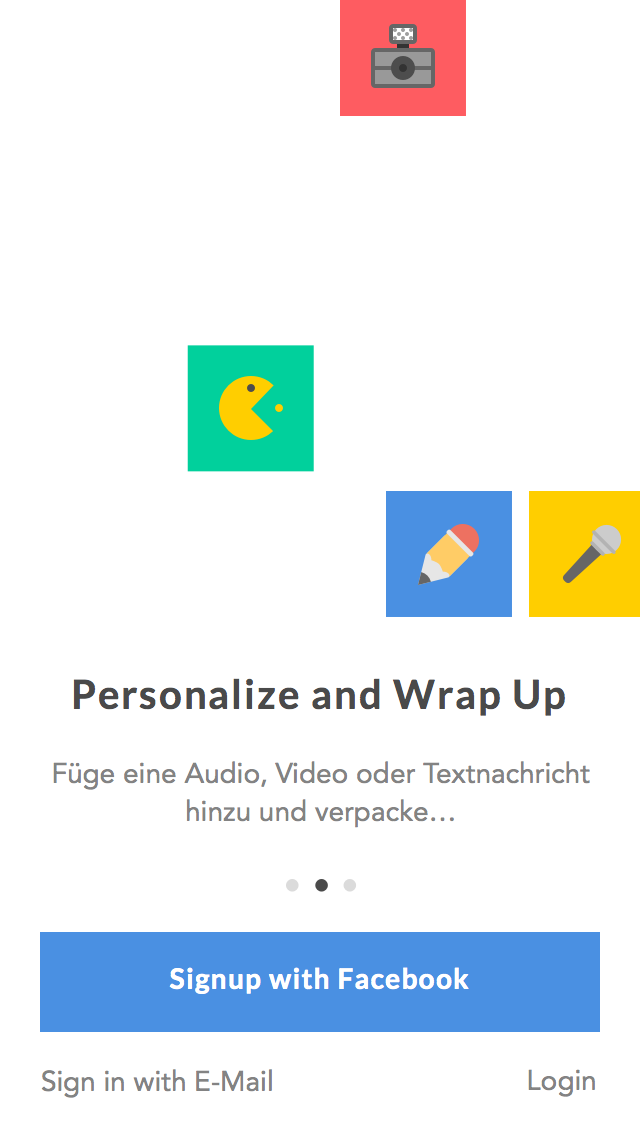 Personalize and Wrap Up
Füge eine Audio, Video oder Textnachricht
hinzu und verpacke…
Signup with Facebook
Sign in with E-Mail
Login